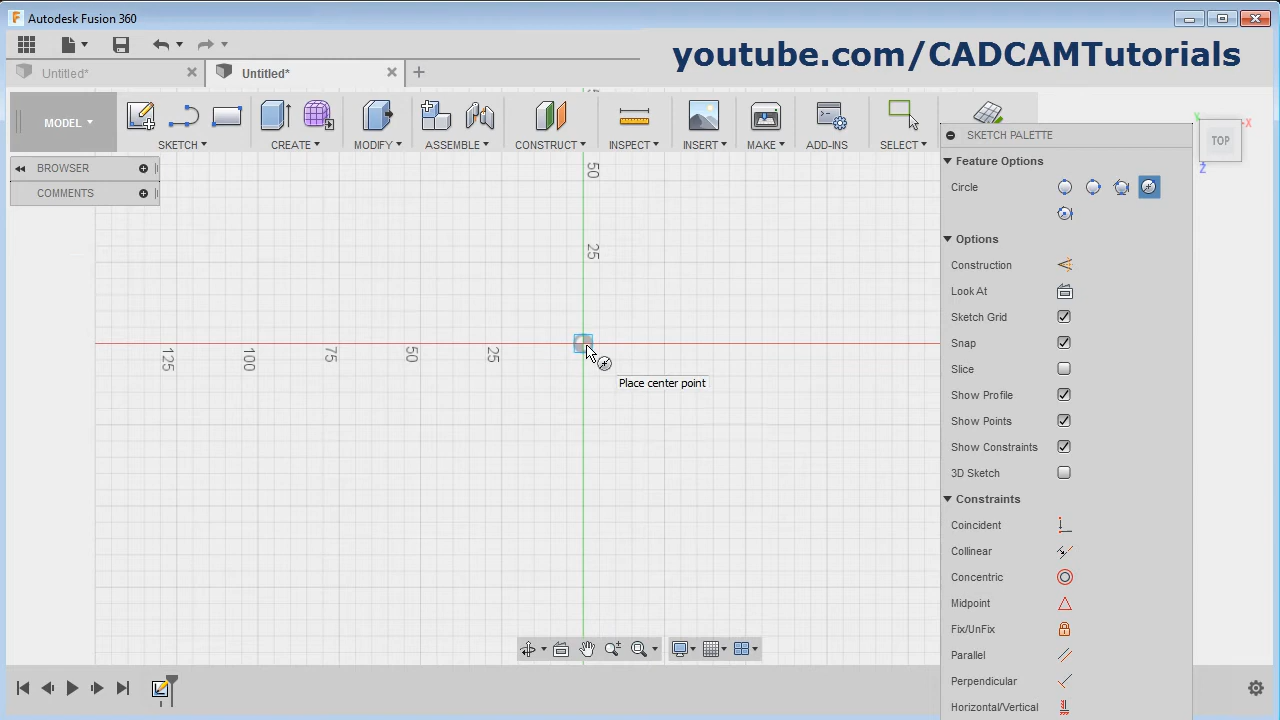 Autodesk Fusion 360
youtube.com/CADCAMTutorials
Untitled*
Untitled*
MODEL
SKETCH
CREATE
MODIFY
ASSEMBLE
CONSTRUCT
INSPECT
INSERT
MAKE
ADD-INS
SELECT
BROWSER
COMMENTS
SKETCH PALETTE
Feature Options
Circle
Options
Construction
Look At
Sketch Grid
Snap
Slice
Show Profile
Show Points
Show Constraints
3D Sketch
Constraints
Coincident
Collinear
Concentric
Midpoint
Fix/UnFix
Parallel
Perpendicular
Horizontal/Vertical
TOP
X
Y
Z
50
25
125
100
75
50
25
Place center point